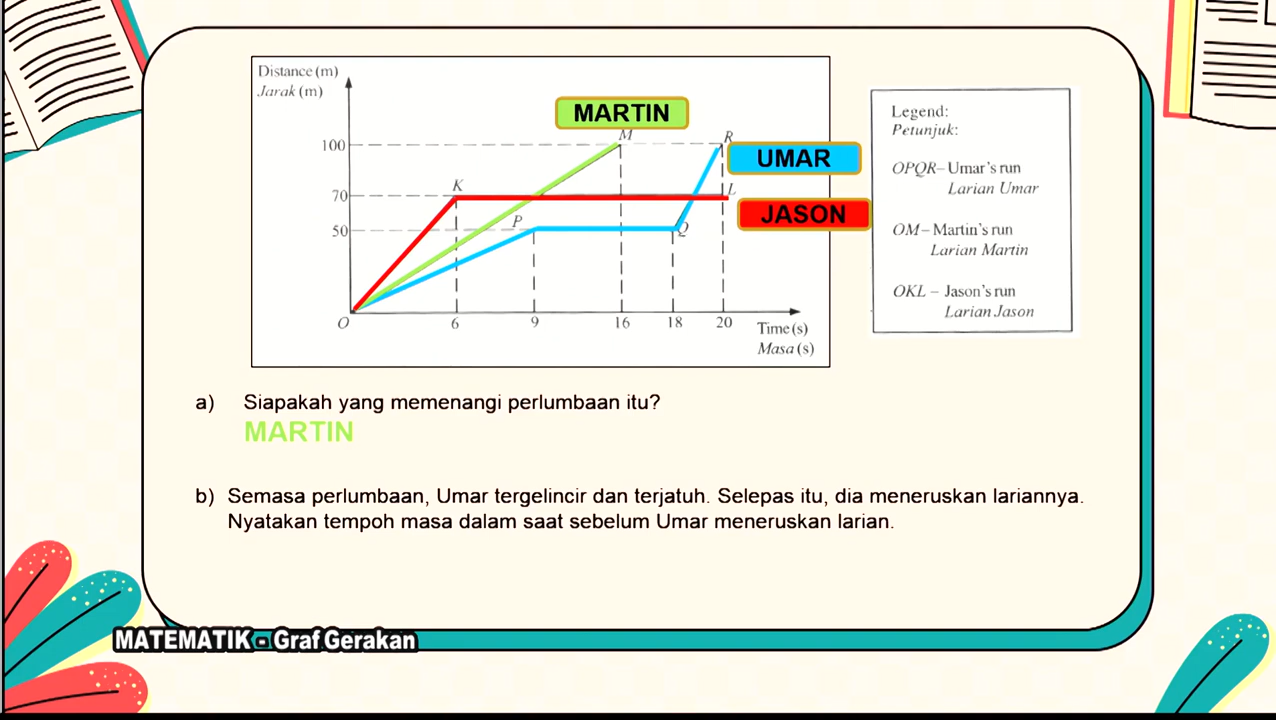 Distance (m)
Jarak (m)
MARTIN
M
R
100
UMAR
K
70
L
JASON
P
50
Q
O
6
9
16
18
20
Time (s)
Masa (s)
Legend:
Petunjuk:
OPQR – Umar's run
Larian Umar
OM – Martin's run
Larian Martin
OKL – Jason's run
Larian Jason
a) Siapakah yang memenangi perlumbaan itu?
MARTIN
b) Semasa perlumbaan, Umar tergelincir dan terjatuh. Selepas itu, dia meneruskan lariannya.
Nyatakan tempoh masa dalam saat sebelum Umar meneruskan larian.
MATEMATIK - Graf Gerakan